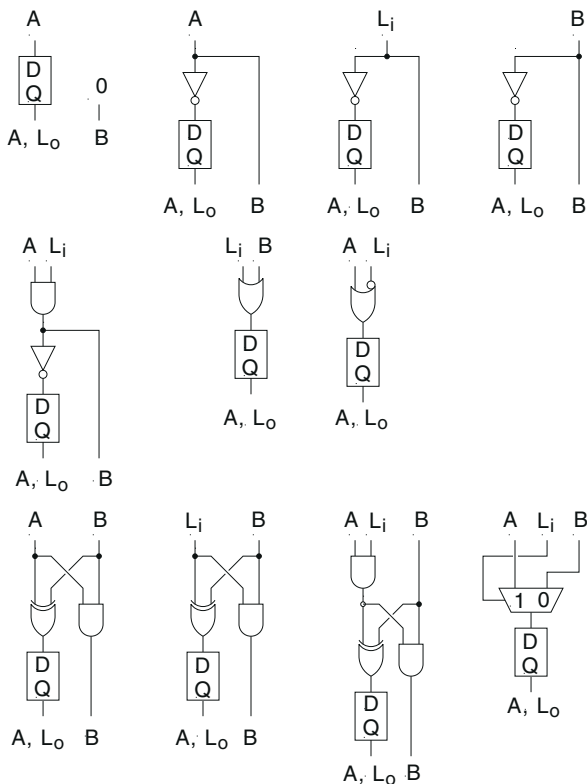 A A Lᵢ B
D
Q 0 D
Q D
Q D
Q
A, Lₒ B A, Lₒ B A, Lₒ B A, Lₒ B
A Lᵢ Lᵢ B A Lᵢ
D
Q D
Q D
Q
A, Lₒ B A, Lₒ A, Lₒ
A B Lᵢ B A Lᵢ B A Lᵢ B
1 0
D
Q D
Q D
Q D
Q
A, Lₒ B A, Lₒ B A, Lₒ B A, Lₒ